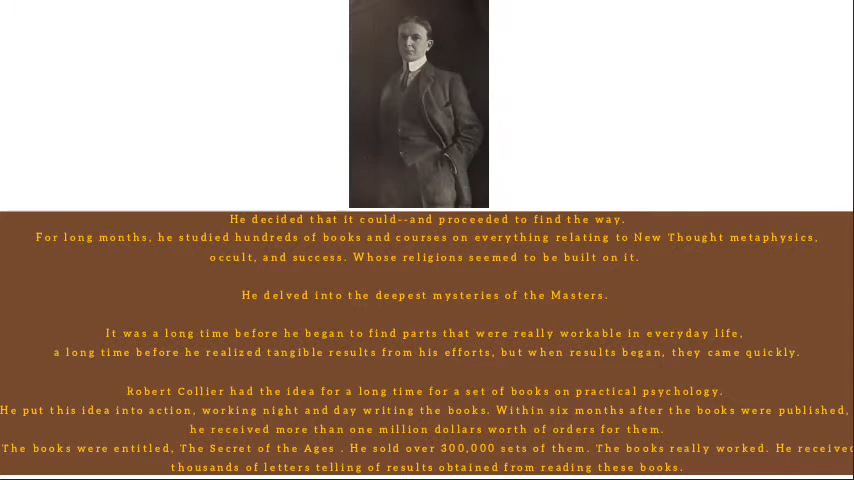 He decided that it could--and proceeded to find the way.
For long months, he studied hundreds of books and courses on everything relating to New Thought metaphysics,
occult, and success. Whose religions seemed to be built on it.
He delved into the deepest mysteries of the Masters.
It was a long time before he began to find parts that were really workable in everyday life,
a long time before he realized tangible results from his efforts, but when results began, they came quickly.
Robert Collier had the idea for a long time for a set of books on practical psychology.
He put this idea into action, working night and day writing the books. Within six months after the books were published,
he received more than one million dollars worth of orders for them.
The books were entitled, The Secret of the Ages . He sold over 300,000 sets of them. The books really worked. He received
thousands of letters telling of results obtained from reading these books.